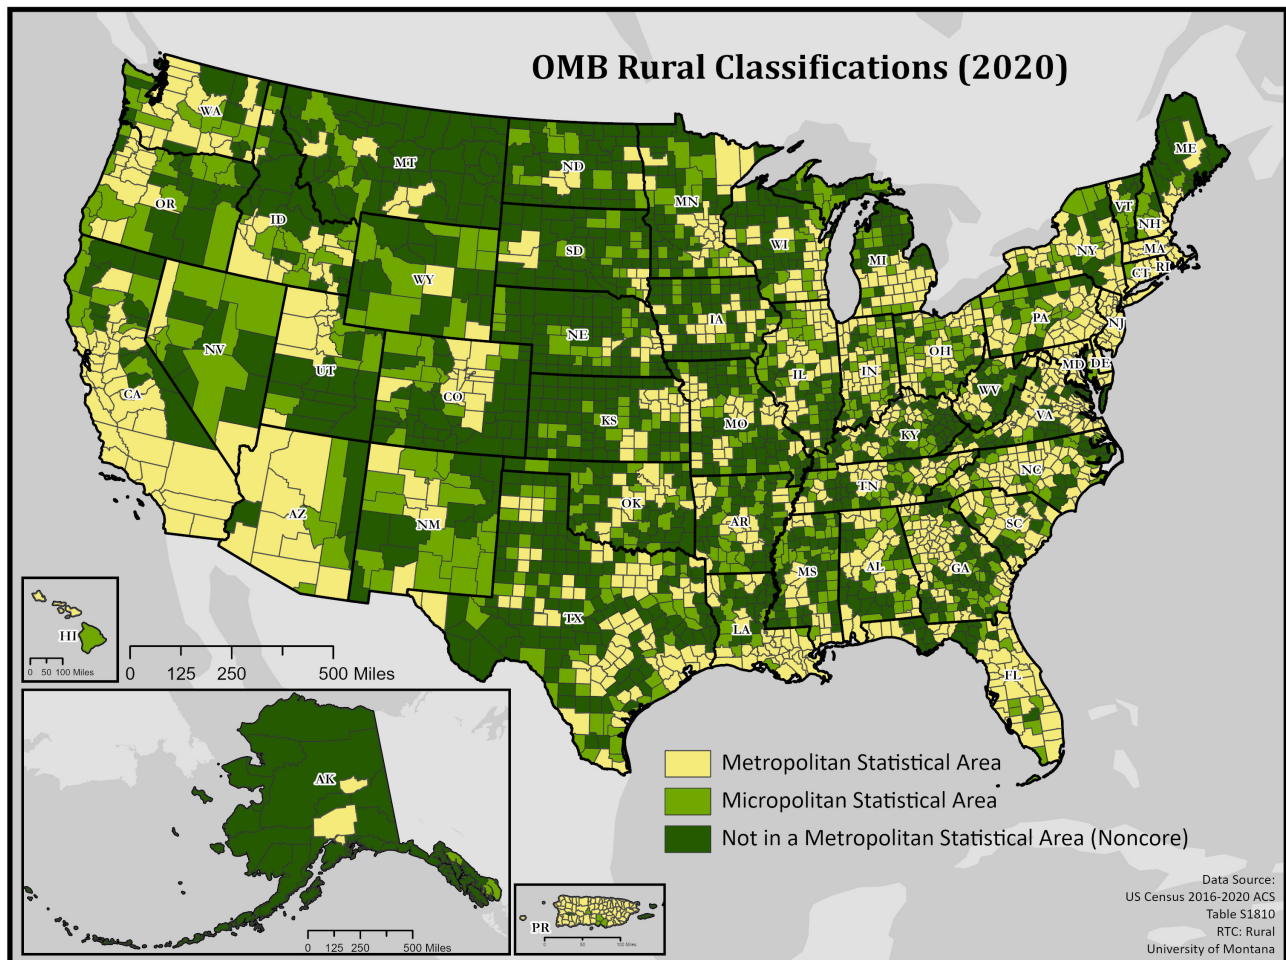 OMB Rural Classifications (2020)
WA
MT
ND
MN
ME
OR
ID
SD
WI
MI
VT
NH
NY
MA
CT
RI
WY
NE
IA
PA
NJ
NV
UT
CO
IL
IN
OH
MD
DE
WV
CA
KS
MO
KY
VA
AZ
NM
OK
AR
TN
NC
SC
MS
AL
GA
TX
LA
FL
HI
0 50 100 Miles
0 125 250 500 Miles
Metropolitan Statistical Area
Micropolitan Statistical Area
Not in a Metropolitan Statistical Area (Noncore)
AK
0 125 250 500 Miles
PR
0 50 100 Miles
Data Source:
US Census 2016-2020 ACS
Table S1810
RTC: Rural
University of Montana